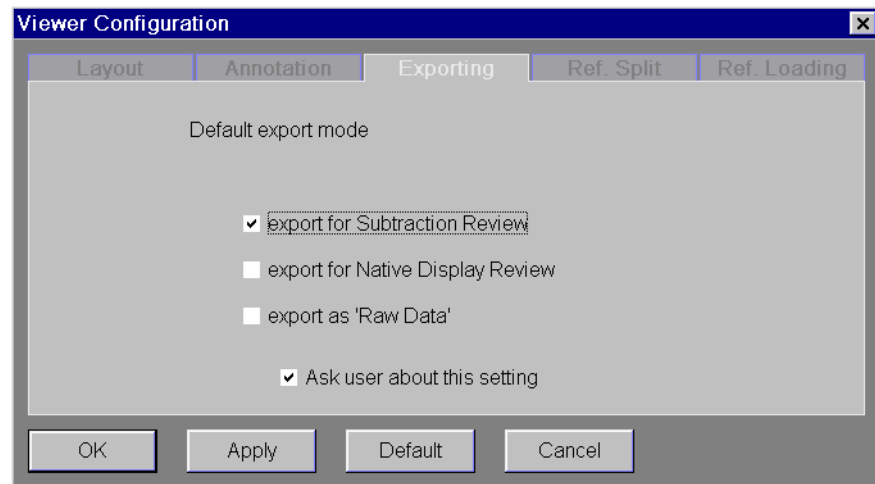 Viewer Configuration
Layout Annotation Exporting Ref. Split Ref. Loading
Default export mode
export for Subtraction Review
export for Native Display Review
export as 'Raw Data'
Ask user about this setting
OK Apply Default Cancel